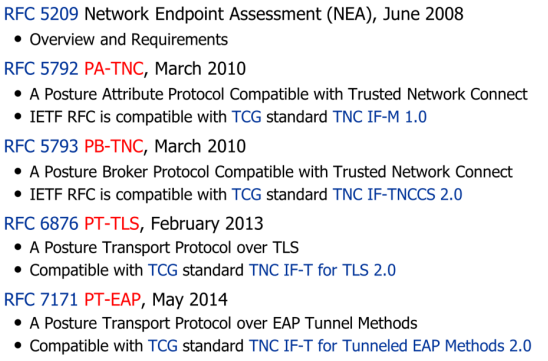 RFC 5209 Network Endpoint Assessment (NEA), June 2008
• Overview and Requirements
RFC 5792 PA-TNC, March 2010
• A Posture Attribute Protocol Compatible with Trusted Network Connect
• IETF RFC is compatible with TCG standard TNC IF-M 1.0
RFC 5793 PB-TNC, March 2010
• A Posture Broker Protocol Compatible with Trusted Network Connect
• IETF RFC is compatible with TCG standard TNC IF-TNCCS 2.0
RFC 6876 PT-TLS, February 2013
• A Posture Transport Protocol over TLS
• Compatible with TCG standard TNC IF-T for TLS 2.0
RFC 7171 PT-EAP, May 2014
• A Posture Transport Protocol over EAP Tunnel Methods
• Compatible with TCG standard TNC IF-T for Tunneled EAP Methods 2.0